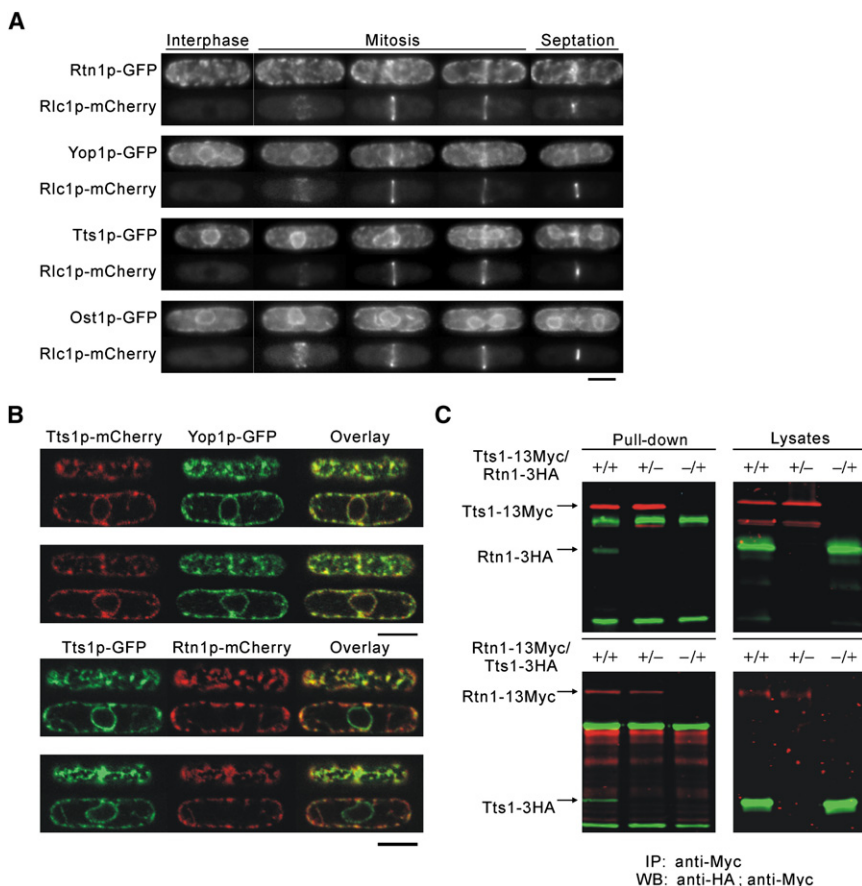 A
Interphase Mitosis Septation
Rtn1p-GFP
Rlc1p-mCherry
Yop1p-GFP
Rlc1p-mCherry
Tts1p-GFP
Rlc1p-mCherry
Ost1p-GFP
Rlc1p-mCherry
B
Tts1p-mCherry Yop1p-GFP Overlay
Tts1p-GFP Rtn1p-mCherry Overlay
C
Pull-down Lysates
Tts1-13Myc/
Rtn1-3HA
+/+ +/− −/+ +/+ +/− −/+
Tts1-13Myc
Rtn1-3HA
Rtn1-13Myc/
Tts1-3HA
+/+ +/− −/+ +/+ +/− −/+
Rtn1-13Myc
Tts1-3HA
IP: anti-Myc
WB: anti-HA ; anti-Myc